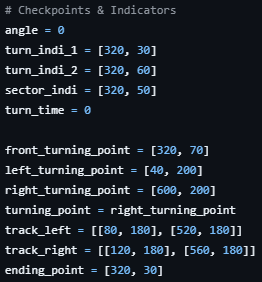 # Checkpoints & Indicators
angle = 0
turn_indi_1 = [320, 30]
turn_indi_2 = [320, 60]
sector_indi = [320, 50]
turn_time = 0
front_turning_point = [320, 70]
left_turning_point = [40, 200]
right_turning_point = [600, 200]
turning_point = right_turning_point
track_left = [[80, 180], [520, 180]]
track_right = [[120, 180], [560, 180]]
ending_point = [320, 30]